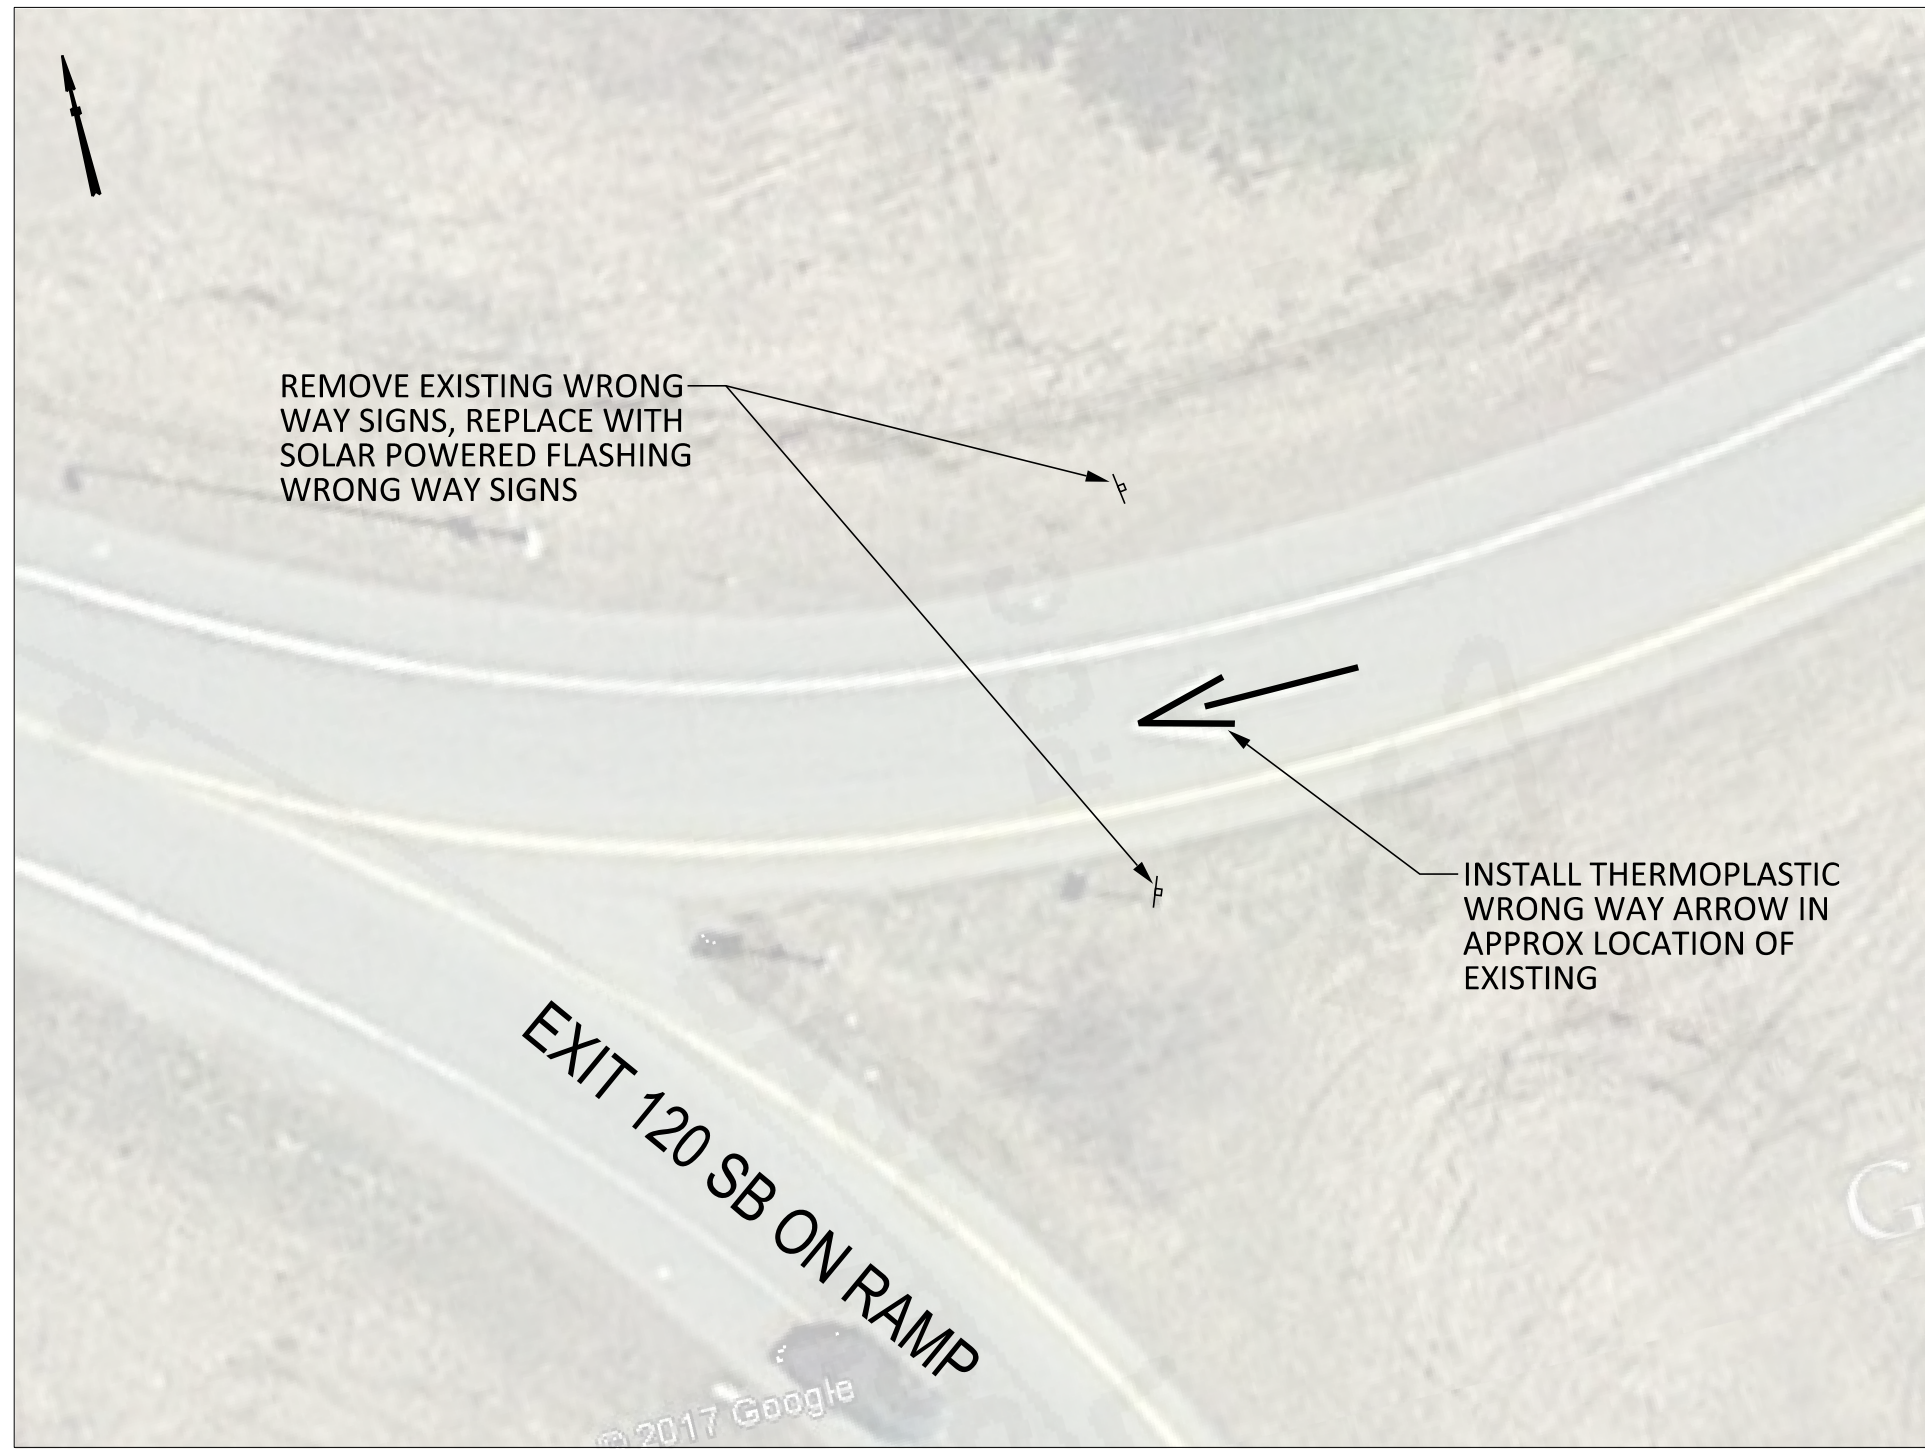 REMOVE EXISTING WRONG
WAY SIGNS, REPLACE WITH
SOLAR POWERED FLASHING
WRONG WAY SIGNS
INSTALL THERMOPLASTIC
WRONG WAY ARROW IN
APPROX LOCATION OF
EXISTING
EXIT 120 SB ON RAMP
© 2017 Google
G